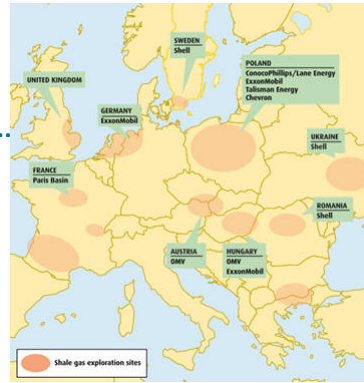 SWEDEN
Shell
POLAND
ConocoPhillips/Lane Energy
ExxonMobil
Talisman Energy
Chevron
UNITED KINGDOM
GERMANY
ExxonMobil
UKRAINE
Shell
FRANCE
Paris Basin
ROMANIA
Shell
AUSTRIA
OMV
HUNGARY
OMV
ExxonMobil
Shale gas exploration sites